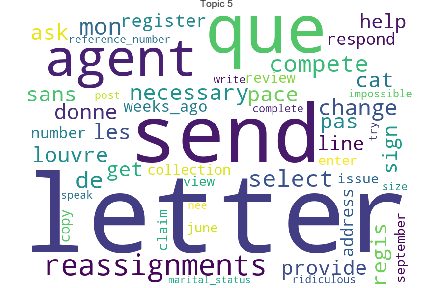 Topic 5
ask mon register
reference_number
help
respond
que
agent
write review compete
sans necessary pace cat
post complete impossible
donne weeks_ago change
send
number les pas line try sign
louvre collection enter
de get view select issue size
copy speak nee
letter
claim june address regis september
reassignments provide
marital_status ridiculous